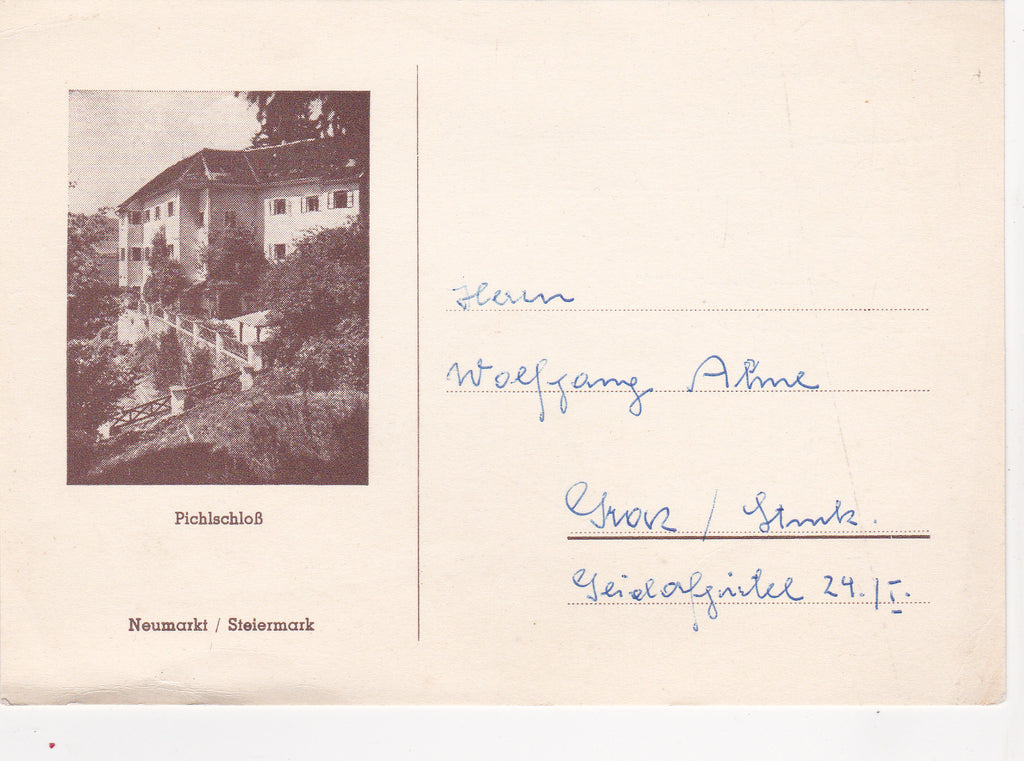 Pichlschloß
Neumarkt / Steiermark
Herrn
Wolfgang
Graz / Stmk.
Geidorfgürtel 24./I.